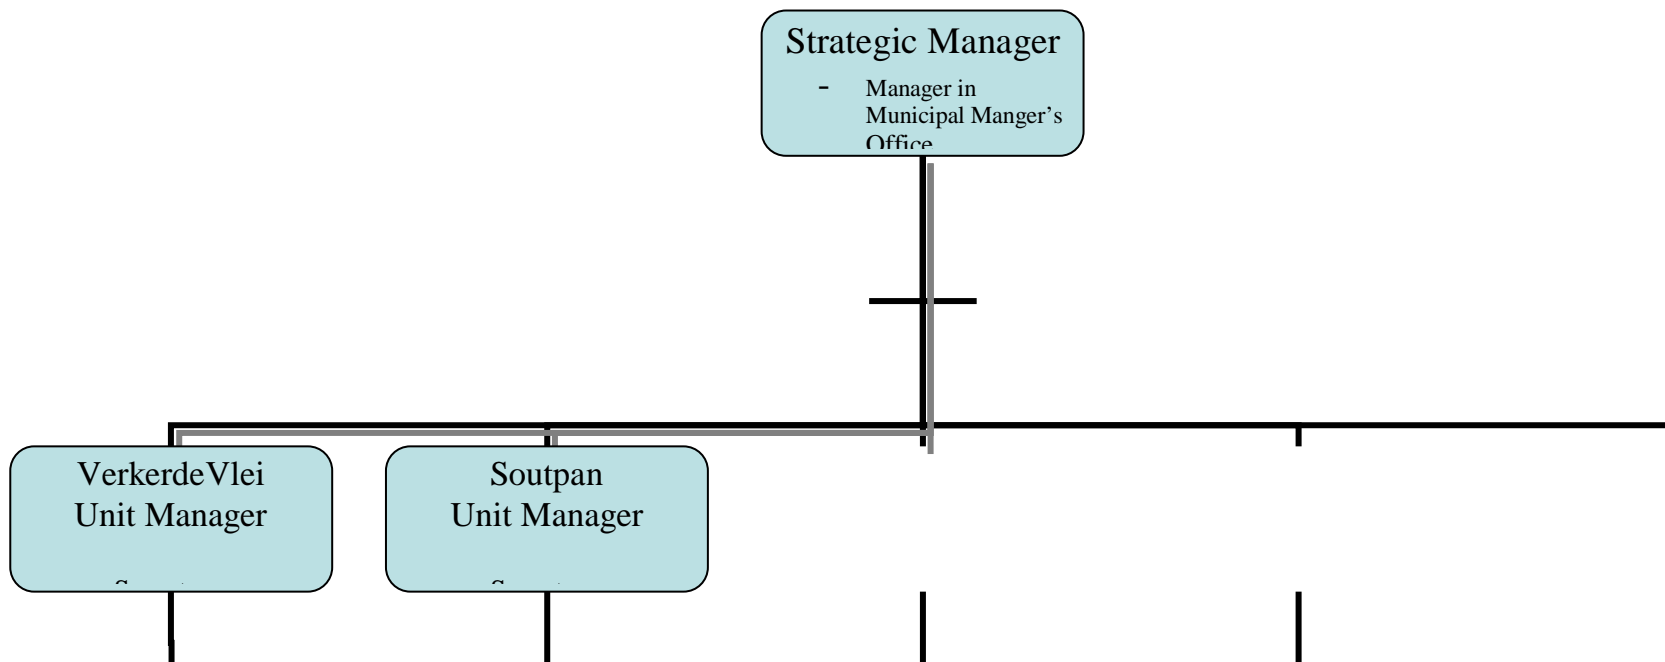 Strategic Manager
- Manager in
Municipal Manger’s
Office
VerkerdeVlei
Unit Manager
Soutpan
Unit Manager